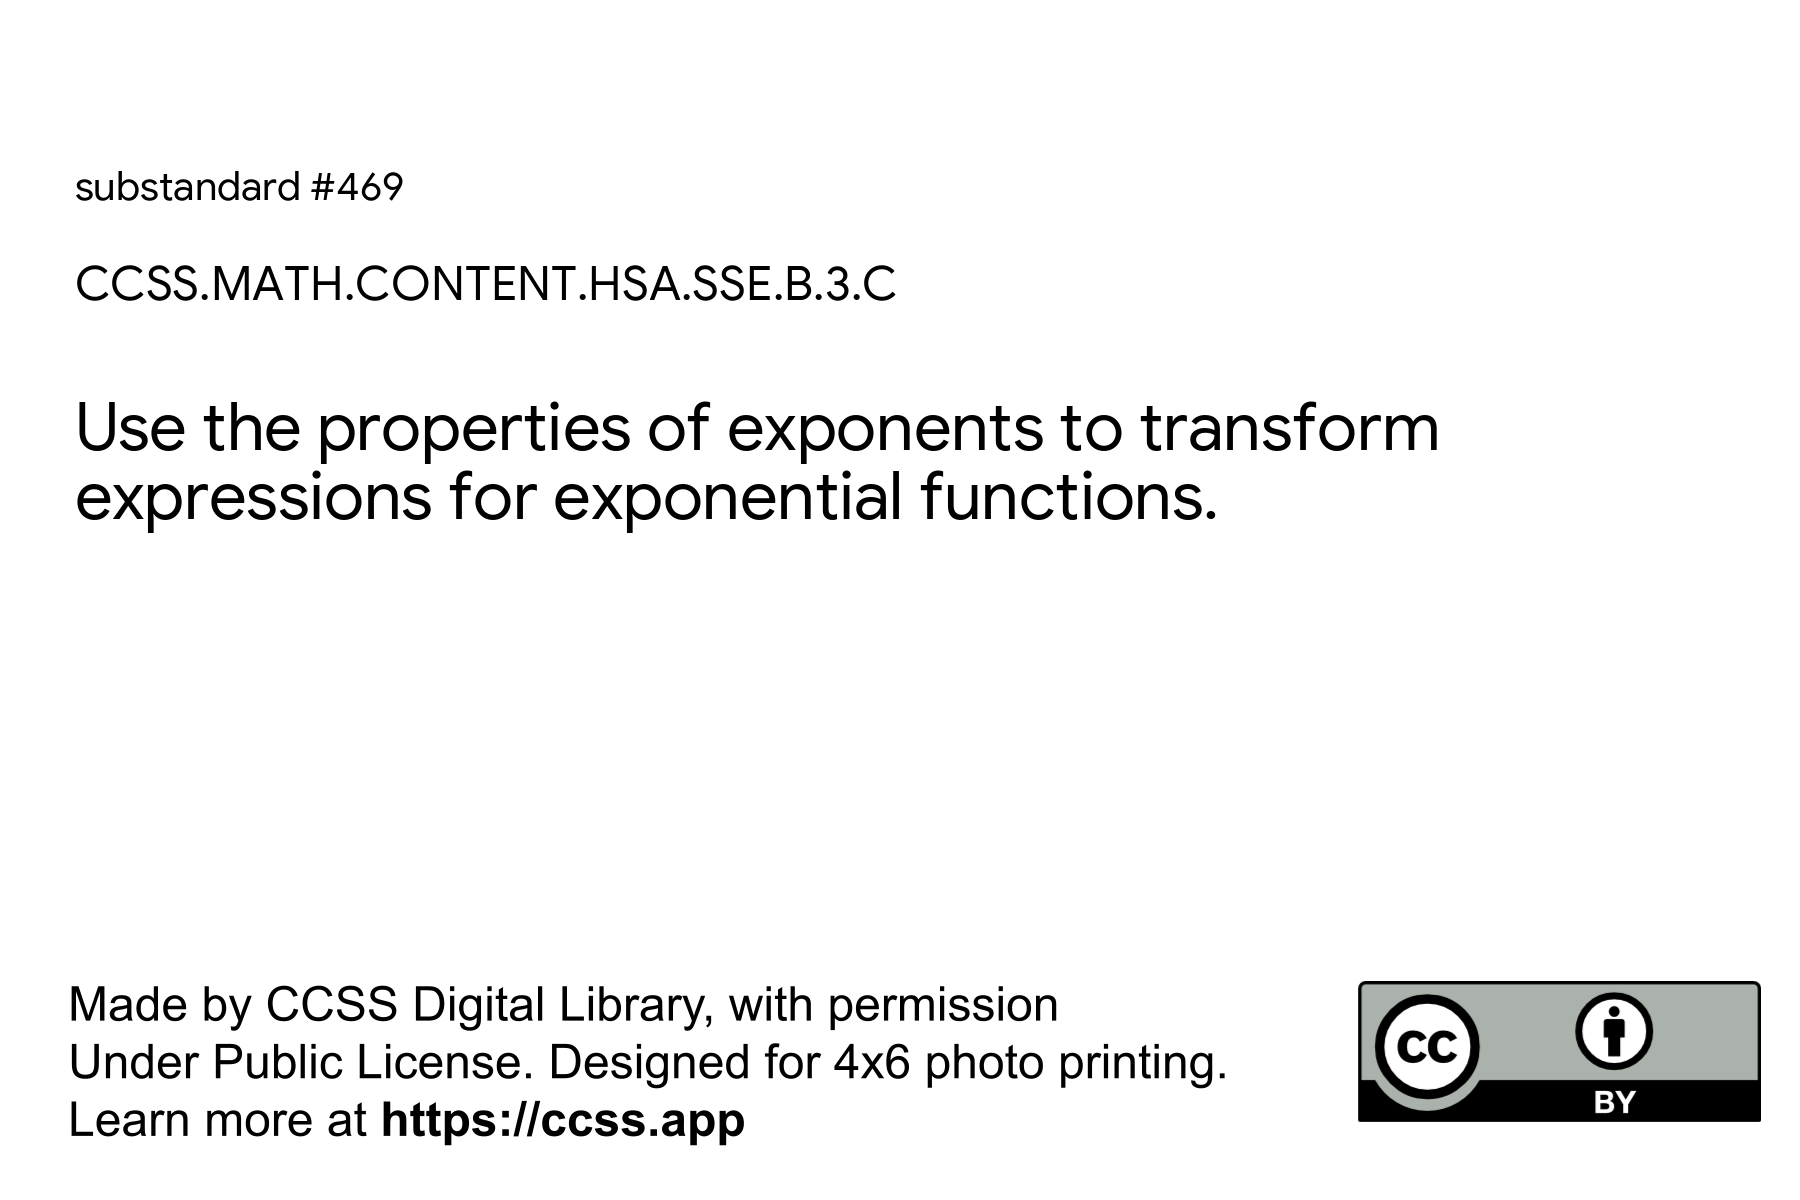 substandard #469
CCSS.MATH.CONTENT.HSA.SSE.B.3.C
Use the properties of exponents to transform
expressions for exponential functions.
Made by CCSS Digital Library, with permission
Under Public License. Designed for 4x6 photo printing.
Learn more at https://ccss.app
CC
BY